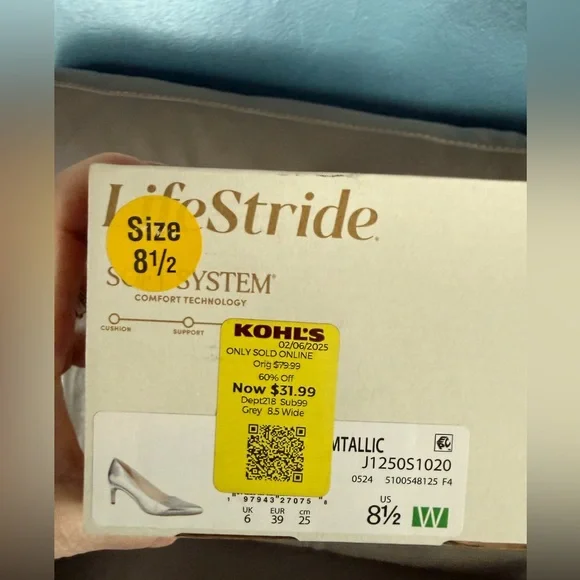 LifeStride
Size
8½
SYSTEM
COMFORT TECHNOLOGY
CUSHION
SUPPORT
KOHL'S
02/06/2025
ONLY SOLD ONLINE
Orig $79.99
60% Off
Now $31.99
Dept218 Sub99
Grey 8.5 Wide
MTALLIC
J1250S1020
0524 5100548125 F4
1 97943 27075 8
UK EUR cm
6 39 25
US
8½ W